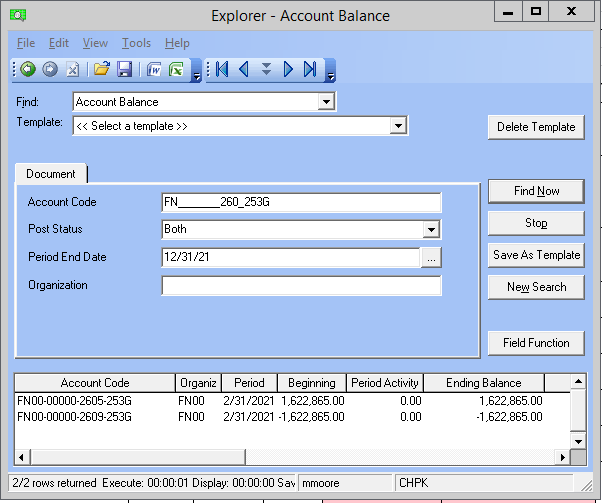 Explorer - Account Balance
File Edit View Tools Help
Find: Account Balance
Template: << Select a template >> Delete Template
Document
Account Code FN_______260_253G Find Now
Post Status Both Stop
Period End Date 12/31/21 ... Save As Template
Organization New Search
Field Function
Account Code Organiz Period Beginning Period Activity Ending Balance
FN00-00000-2605-253G FN00 2/31/2021 1,622,865.00 0.00 1,622,865.00
FN00-00000-2609-253G FN00 2/31/2021 -1,622,865.00 0.00 -1,622,865.00
2/2 rows returned Execute: 00:00:01 Display: 00:00:00 Sav mmoore CHPK